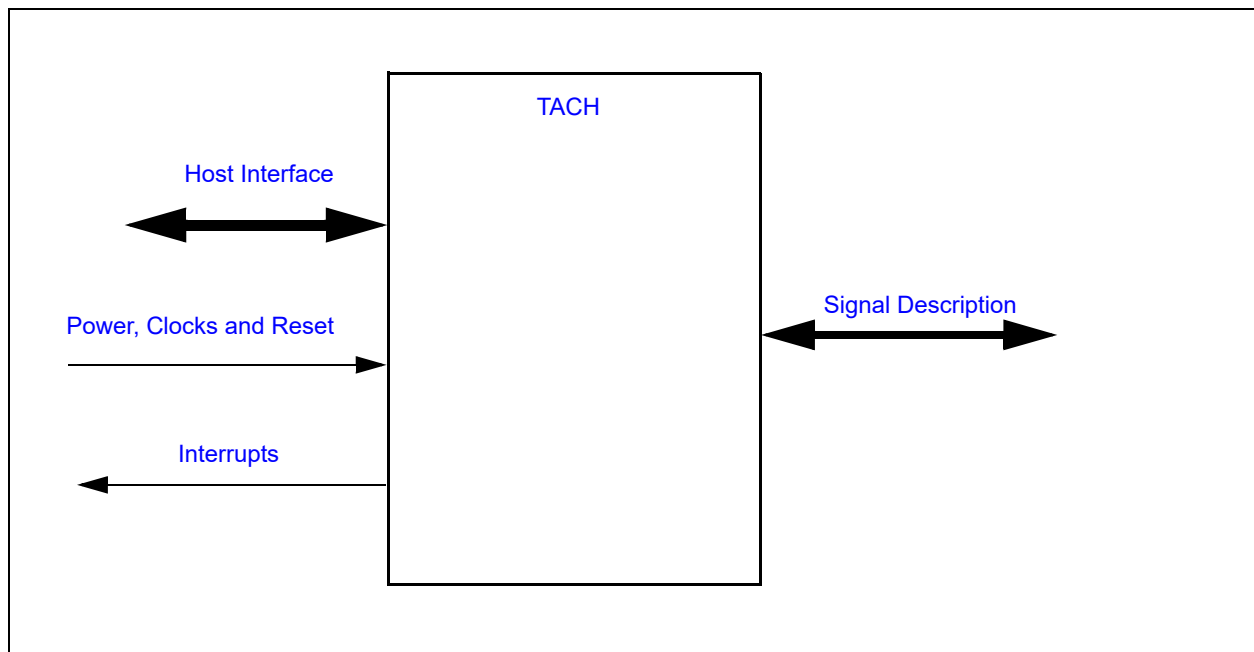 TACH
Host Interface
Signal Description
Power, Clocks and Reset
Interrupts